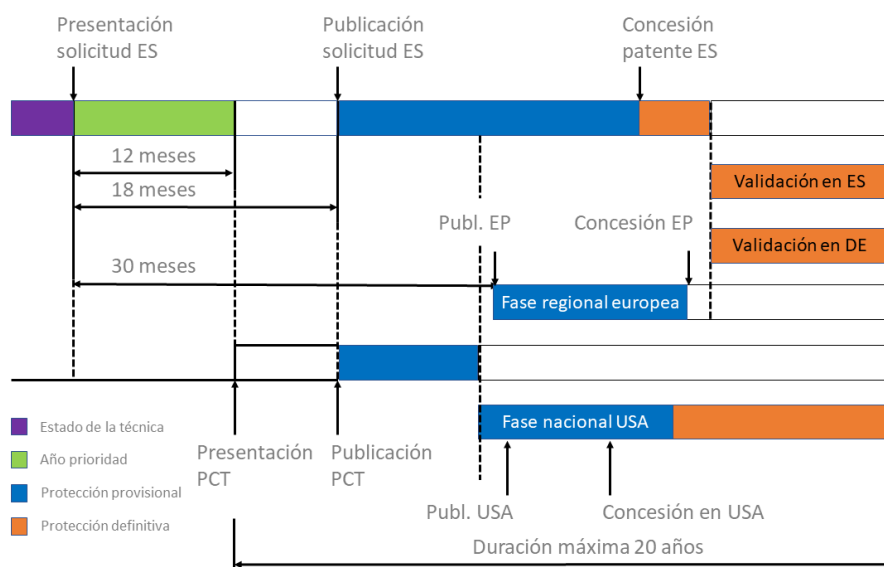 Presentación
solicitud ES
Publicación
solicitud ES
Concesión
patente ES
12 meses
18 meses
Validación en ES
Publ. EP
Concesión EP
Validación en DE
30 meses
Fase regional europea
Fase nacional USA
Estado de la técnica
Año prioridad
Protección provisional
Protección definitiva
Presentación
PCT
Publicación
PCT
Publ. USA
Concesión en USA
Duración máxima 20 años